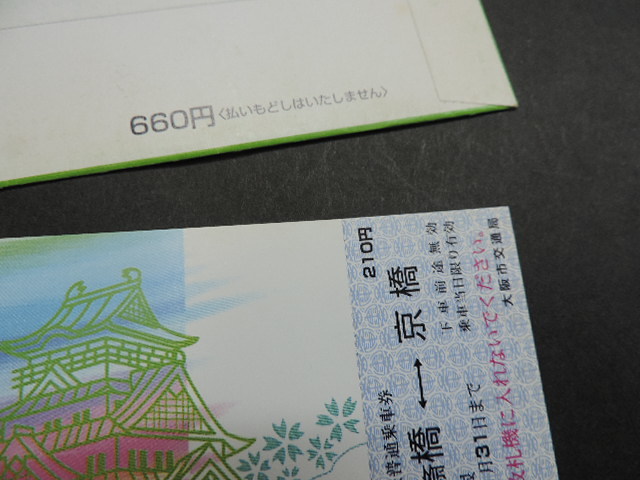 660円〈払いもどしはいたしません〉
210円
普通乗車券
橋 ⟷ 京橋
月31日まで
下車前途無効
乗車当日限り有効
札機に入れないでください。
大阪市交通局